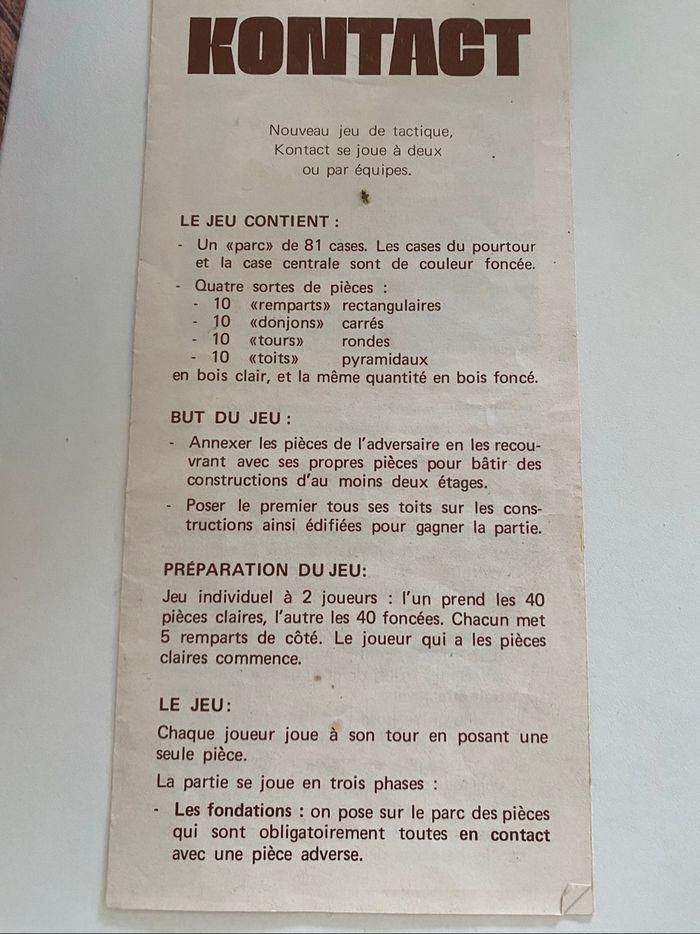 KONTACT
Nouveau jeu de tactique,
Kontact se joue à deux
ou par équipes.
LE JEU CONTIENT :
- Un «parc» de 81 cases. Les cases du pourtour
et la case centrale sont de couleur foncée.
- Quatre sortes de pièces :
- 10 «remparts» rectangulaires
- 10 «donjons» carrés
- 10 «tours» rondes
- 10 «toits» pyramidaux
en bois clair, et la même quantité en bois foncé.
BUT DU JEU :
- Annexer les pièces de l'adversaire en les recou-
vrant avec ses propres pièces pour bâtir des
constructions d'au moins deux étages.
- Poser le premier tous ses toits sur les cons-
tructions ainsi édifiées pour gagner la partie.
PRÉPARATION DU JEU:
Jeu individuel à 2 joueurs : l'un prend les 40
pièces claires, l'autre les 40 foncées. Chacun met
5 remparts de côté. Le joueur qui a les pièces
claires commence.
LE JEU:
Chaque joueur joue à son tour en posant une
seule pièce.
La partie se joue en trois phases :
- Les fondations : on pose sur le parc des pièces
qui sont obligatoirement toutes en contact
avec une pièce adverse.